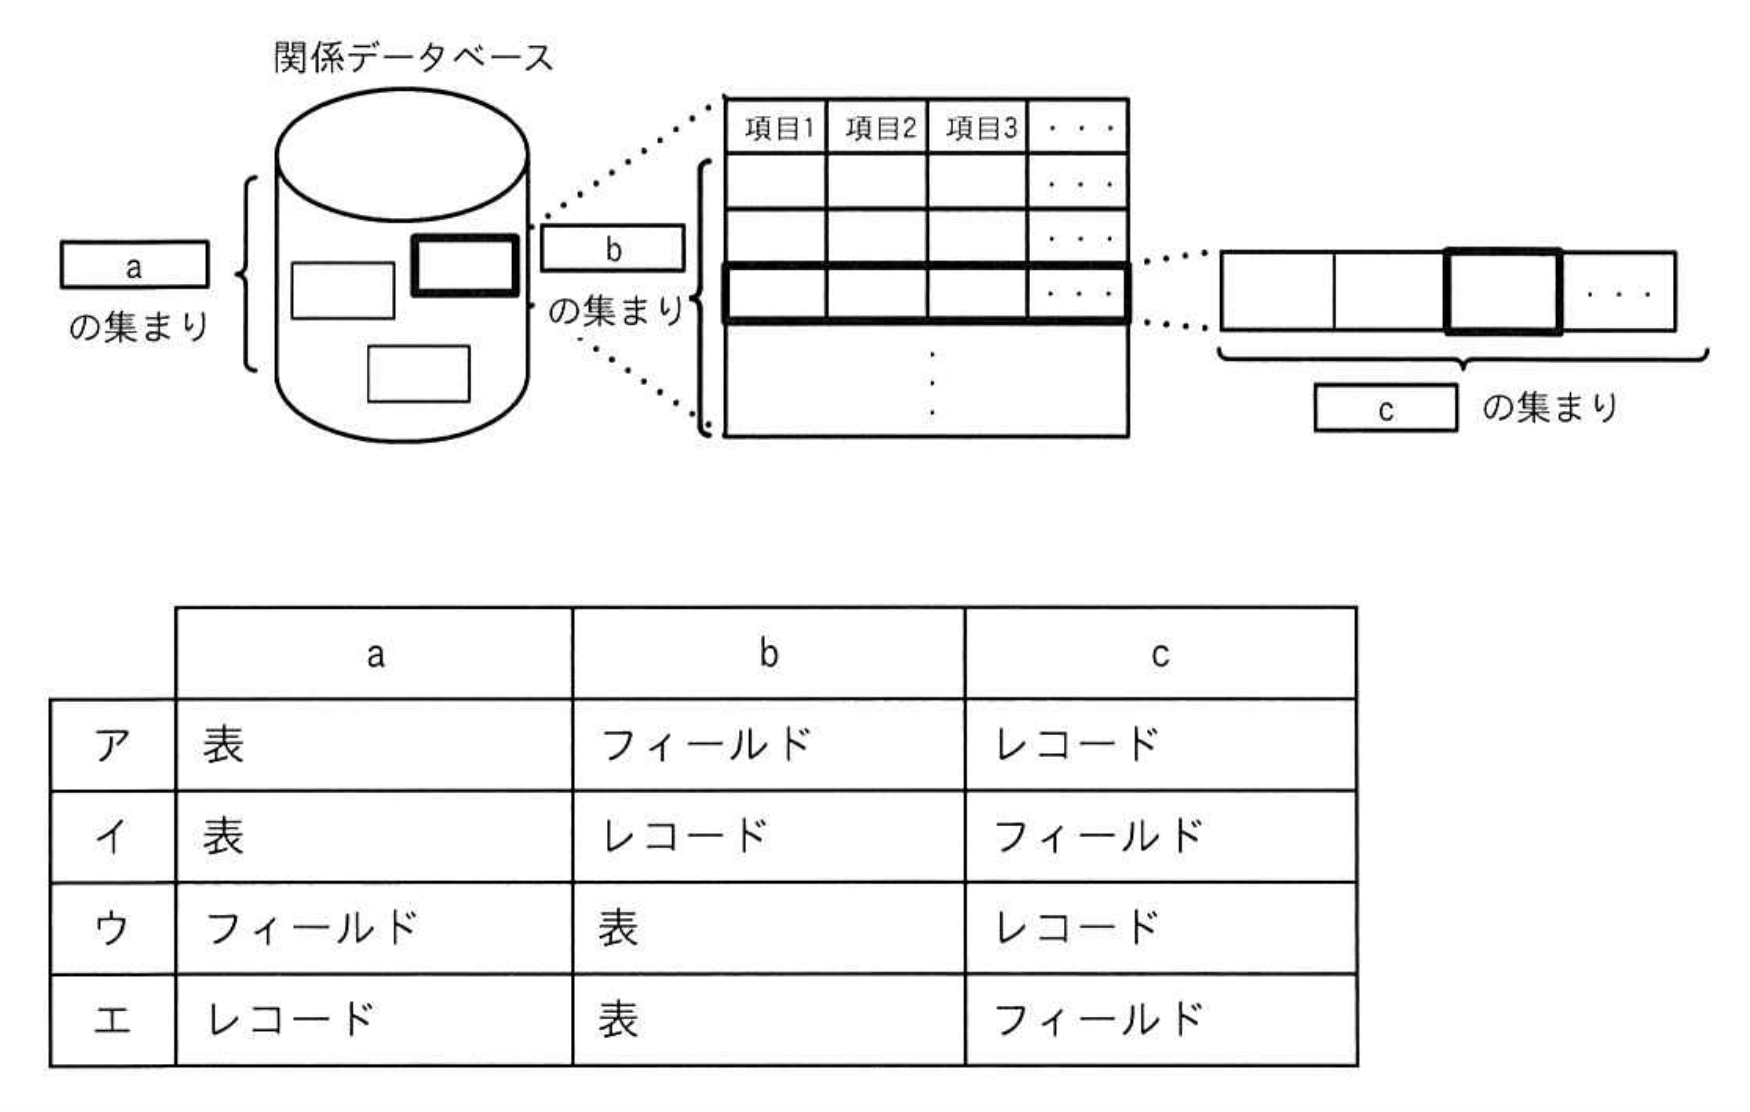 関係データベース
a
の集まり
b
の集まり
項目1 項目2 項目3 ・・・
・・・
・・・
・・・
・
・
・
・・・
c の集まり
a b c
ア 表 フィールド レコード
イ 表 レコード フィールド
ウ フィールド 表 レコード
エ レコード 表 フィールド